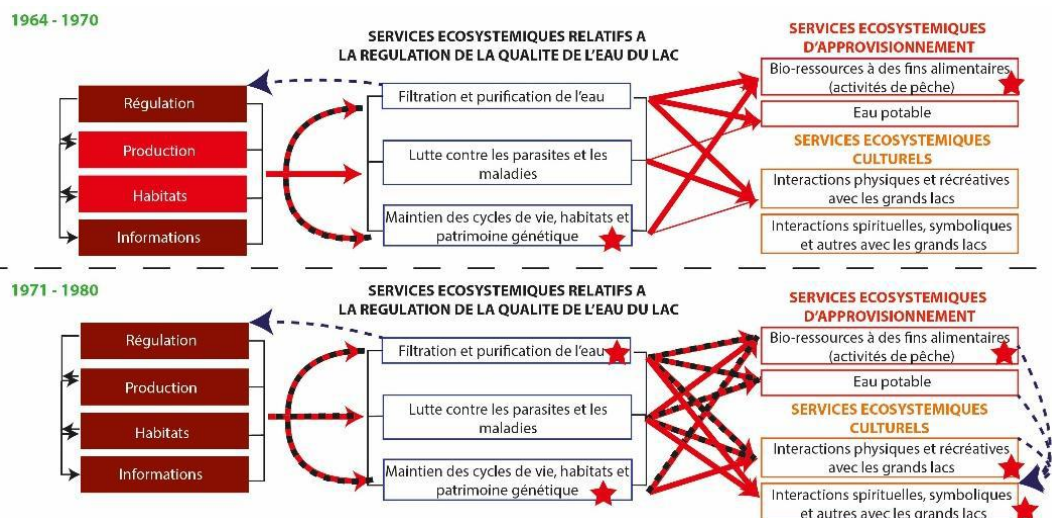 1964 - 1970
SERVICES ECOSYSTEMIQUES RELATIFS A
LA REGULATION DE LA QUALITE DE L'EAU DU LAC
SERVICES ECOSYSTEMIQUES
D'APPROVISIONNEMENT
Régulation
Production
Habitats
Informations
Filtration et purification de l'eau
Lutte contre les parasites et les
maladies
Maintien des cycles de vie, habitats et
patrimoine génétique
Bio-ressources à des fins alimentaires
(activités de pêche)
Eau potable
SERVICES ECOSYSTEMIQUES
CULTURELS
Interactions physiques et récréatives
avec les grands lacs
Interactions spirituelles, symboliques
et autres avec les grands lacs
1971 - 1980
SERVICES ECOSYSTEMIQUES RELATIFS A
LA REGULATION DE LA QUALITE DE L'EAU DU LAC
SERVICES ECOSYSTEMIQUES
D'APPROVISIONNEMENT
Régulation
Production
Habitats
Informations
Filtration et purification de l'eau
Lutte contre les parasites et les
maladies
Maintien des cycles de vie, habitats et
patrimoine génétique
Bio-ressources à des fins alimentaires
(activités de pêche)
Eau potable
SERVICES ECOSYSTEMIQUES
CULTURELS
Interactions physiques et récréatives
avec les grands lacs
Interactions spirituelles, symboliques
et autres avec les grands lacs